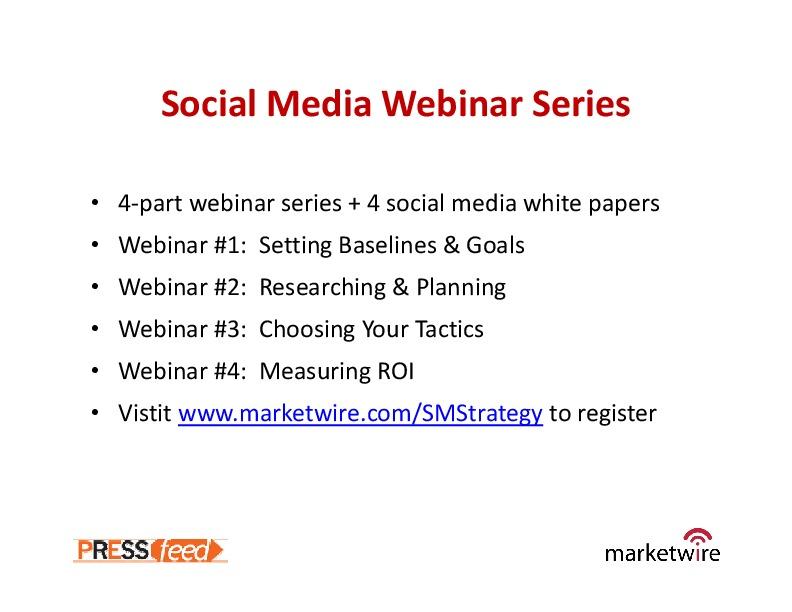 Social Media Webinar Series
• 4-part webinar series + 4 social media white papers
• Webinar #1: Setting Baselines & Goals
• Webinar #2: Researching & Planning
• Webinar #3: Choosing Your Tactics
• Webinar #4: Measuring ROI
• Vistit www.marketwire.com/SMStrategy to register
PRESSfeed
marketwire